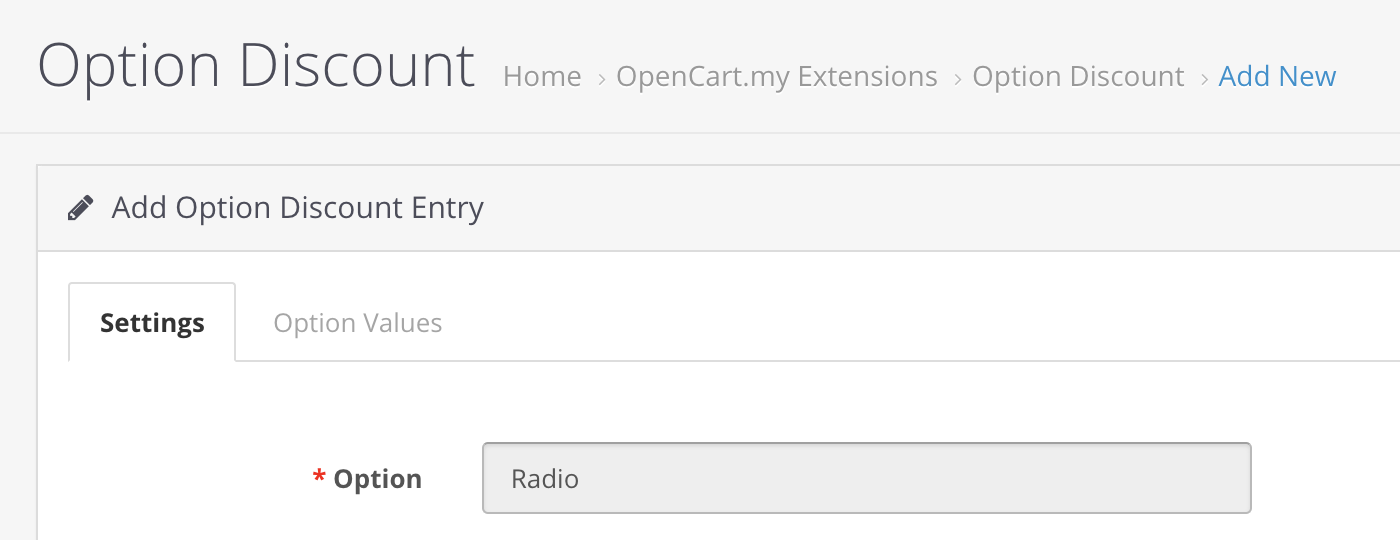 Option Discount Home › OpenCart.my Extensions › Option Discount › Add New
Add Option Discount Entry
Settings Option Values
* Option Radio